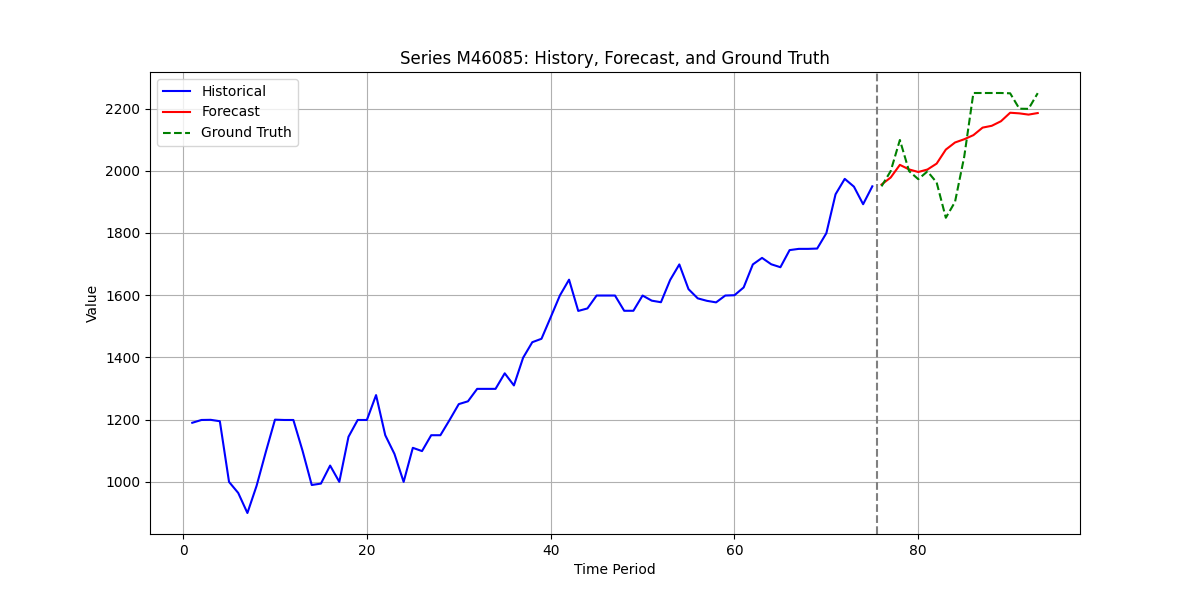 Series M46085: History, Forecast, and Ground Truth
Historical
Forecast
Ground Truth
2200
2000
1800
1600
1400
1200
1000
Value
0
20
40
60
80
Time Period